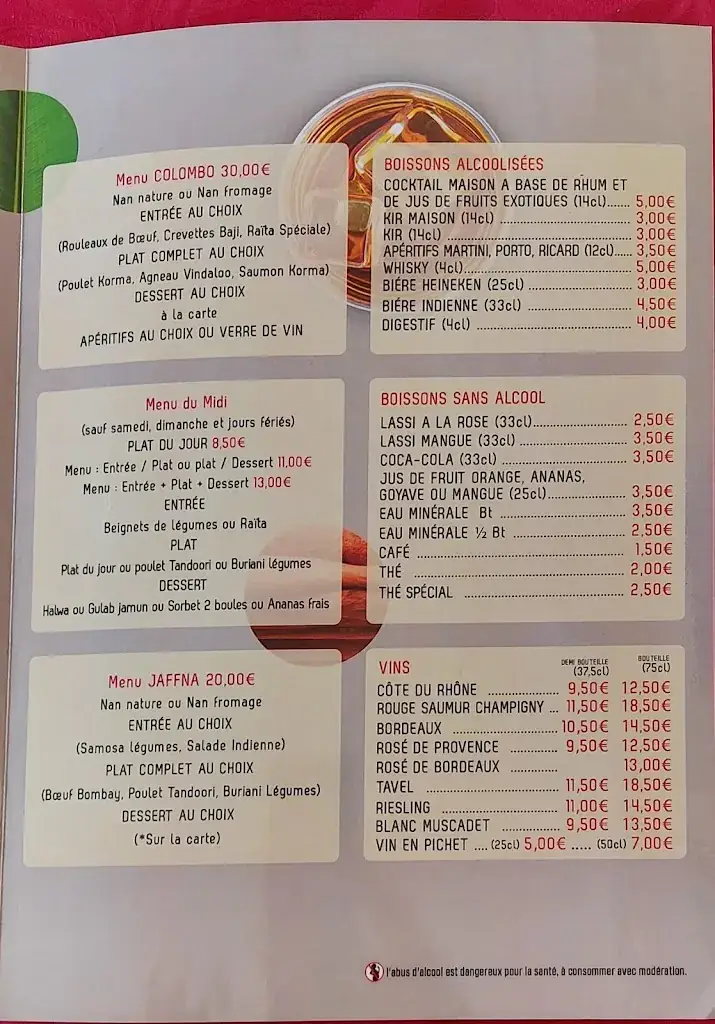 Menu COLOMBO 30,00€
Nan nature ou Nan fromage
ENTRÉE AU CHOIX
(Rouleaux de Bœuf, Crevettes Baji, Raïta Spéciale)
PLAT COMPLET AU CHOIX
(Poulet Korma, Agneau Vindaloo, Saumon Korma)
DESSERT AU CHOIX
à la carte
APÉRITIFS AU CHOIX OU VERRE DE VIN
Menu du Midi
(sauf samedi, dimanche et jours fériés)
PLAT DU JOUR 8,50€
Menu : Entrée / Plat ou plat / Dessert 11,00€
Menu : Entrée + Plat + Dessert 13,00€
ENTRÉE
Beignets de légumes ou Raïta
PLAT
Plat du jour ou poulet Tandoori ou Buriani légumes
DESSERT
Halwa ou Gulab jamun ou Sorbet 2 boules ou Ananas frais
Menu JAFFNA 20,00€
Nan nature ou Nan fromage
ENTRÉE AU CHOIX
(Samosa légumes, Salade Indienne)
PLAT COMPLET AU CHOIX
(Bœuf Bombay, Poulet Tandoori, Buriani Légumes)
DESSERT AU CHOIX
(*Sur la carte)
BOISSONS ALCOOLISÉES
COCKTAIL MAISON A BASE DE RHUM ET
DE JUS DE FRUITS EXOTIQUES (14cl)...... 5,00€
KIR MAISON (14cl) .............................. 3,00€
KIR (14cl) .......................................... 3,00€
APÉRITIFS MARTINI, PORTO, RICARD (12cl)..... 3,50€
WHISKY (4cl)....................................... 5,00€
BIÉRE HEINEKEN (25cl) ........................ 3,00€
BIÉRE INDIENNE (33cl) ........................ 4,50€
DIGESTIF (4cl) .................................... 4,00€
BOISSONS SANS ALCOOL
LASSI A LA ROSE (33cl)...................... 2,50€
LASSI MANGUE (33cl) ......................... 3,50€
COCA-COLA (33cl) .............................. 3,50€
JUS DE FRUIT ORANGE, ANANAS,
GOYAVE OU MANGUE (25cl).................. 3,50€
EAU MINÉRALE Bt .............................. 3,50€
EAU MINÉRALE ½ Bt ........................... 2,50€
CAFÉ ................................................. 1,50€
THÉ ................................................... 2,00€
THÉ SPÉCIAL ...................................... 2,50€
VINS DEMI BOUTEILLE (37,5cl) BOUTEILLE (75cl)
CÔTE DU RHÔNE .................. 9,50€ 12,50€
ROUGE SAUMUR CHAMPIGNY ... 11,50€ 18,50€
BORDEAUX ........................... 10,50€ 14,50€
ROSÉ DE PROVENCE ............ 9,50€ 12,50€
ROSÉ DE BORDEAUX ............ 13,00€
TAVEL ................................. 11,50€ 18,50€
RIESLING ............................. 11,00€ 14,50€
BLANC MUSCADET ............... 9,50€ 13,50€
VIN EN PICHET .... (25cl) 5,00€ ..... (50cl) 7,00€
l'abus d'alcool est dangereux pour la santé, à consommer avec modération.